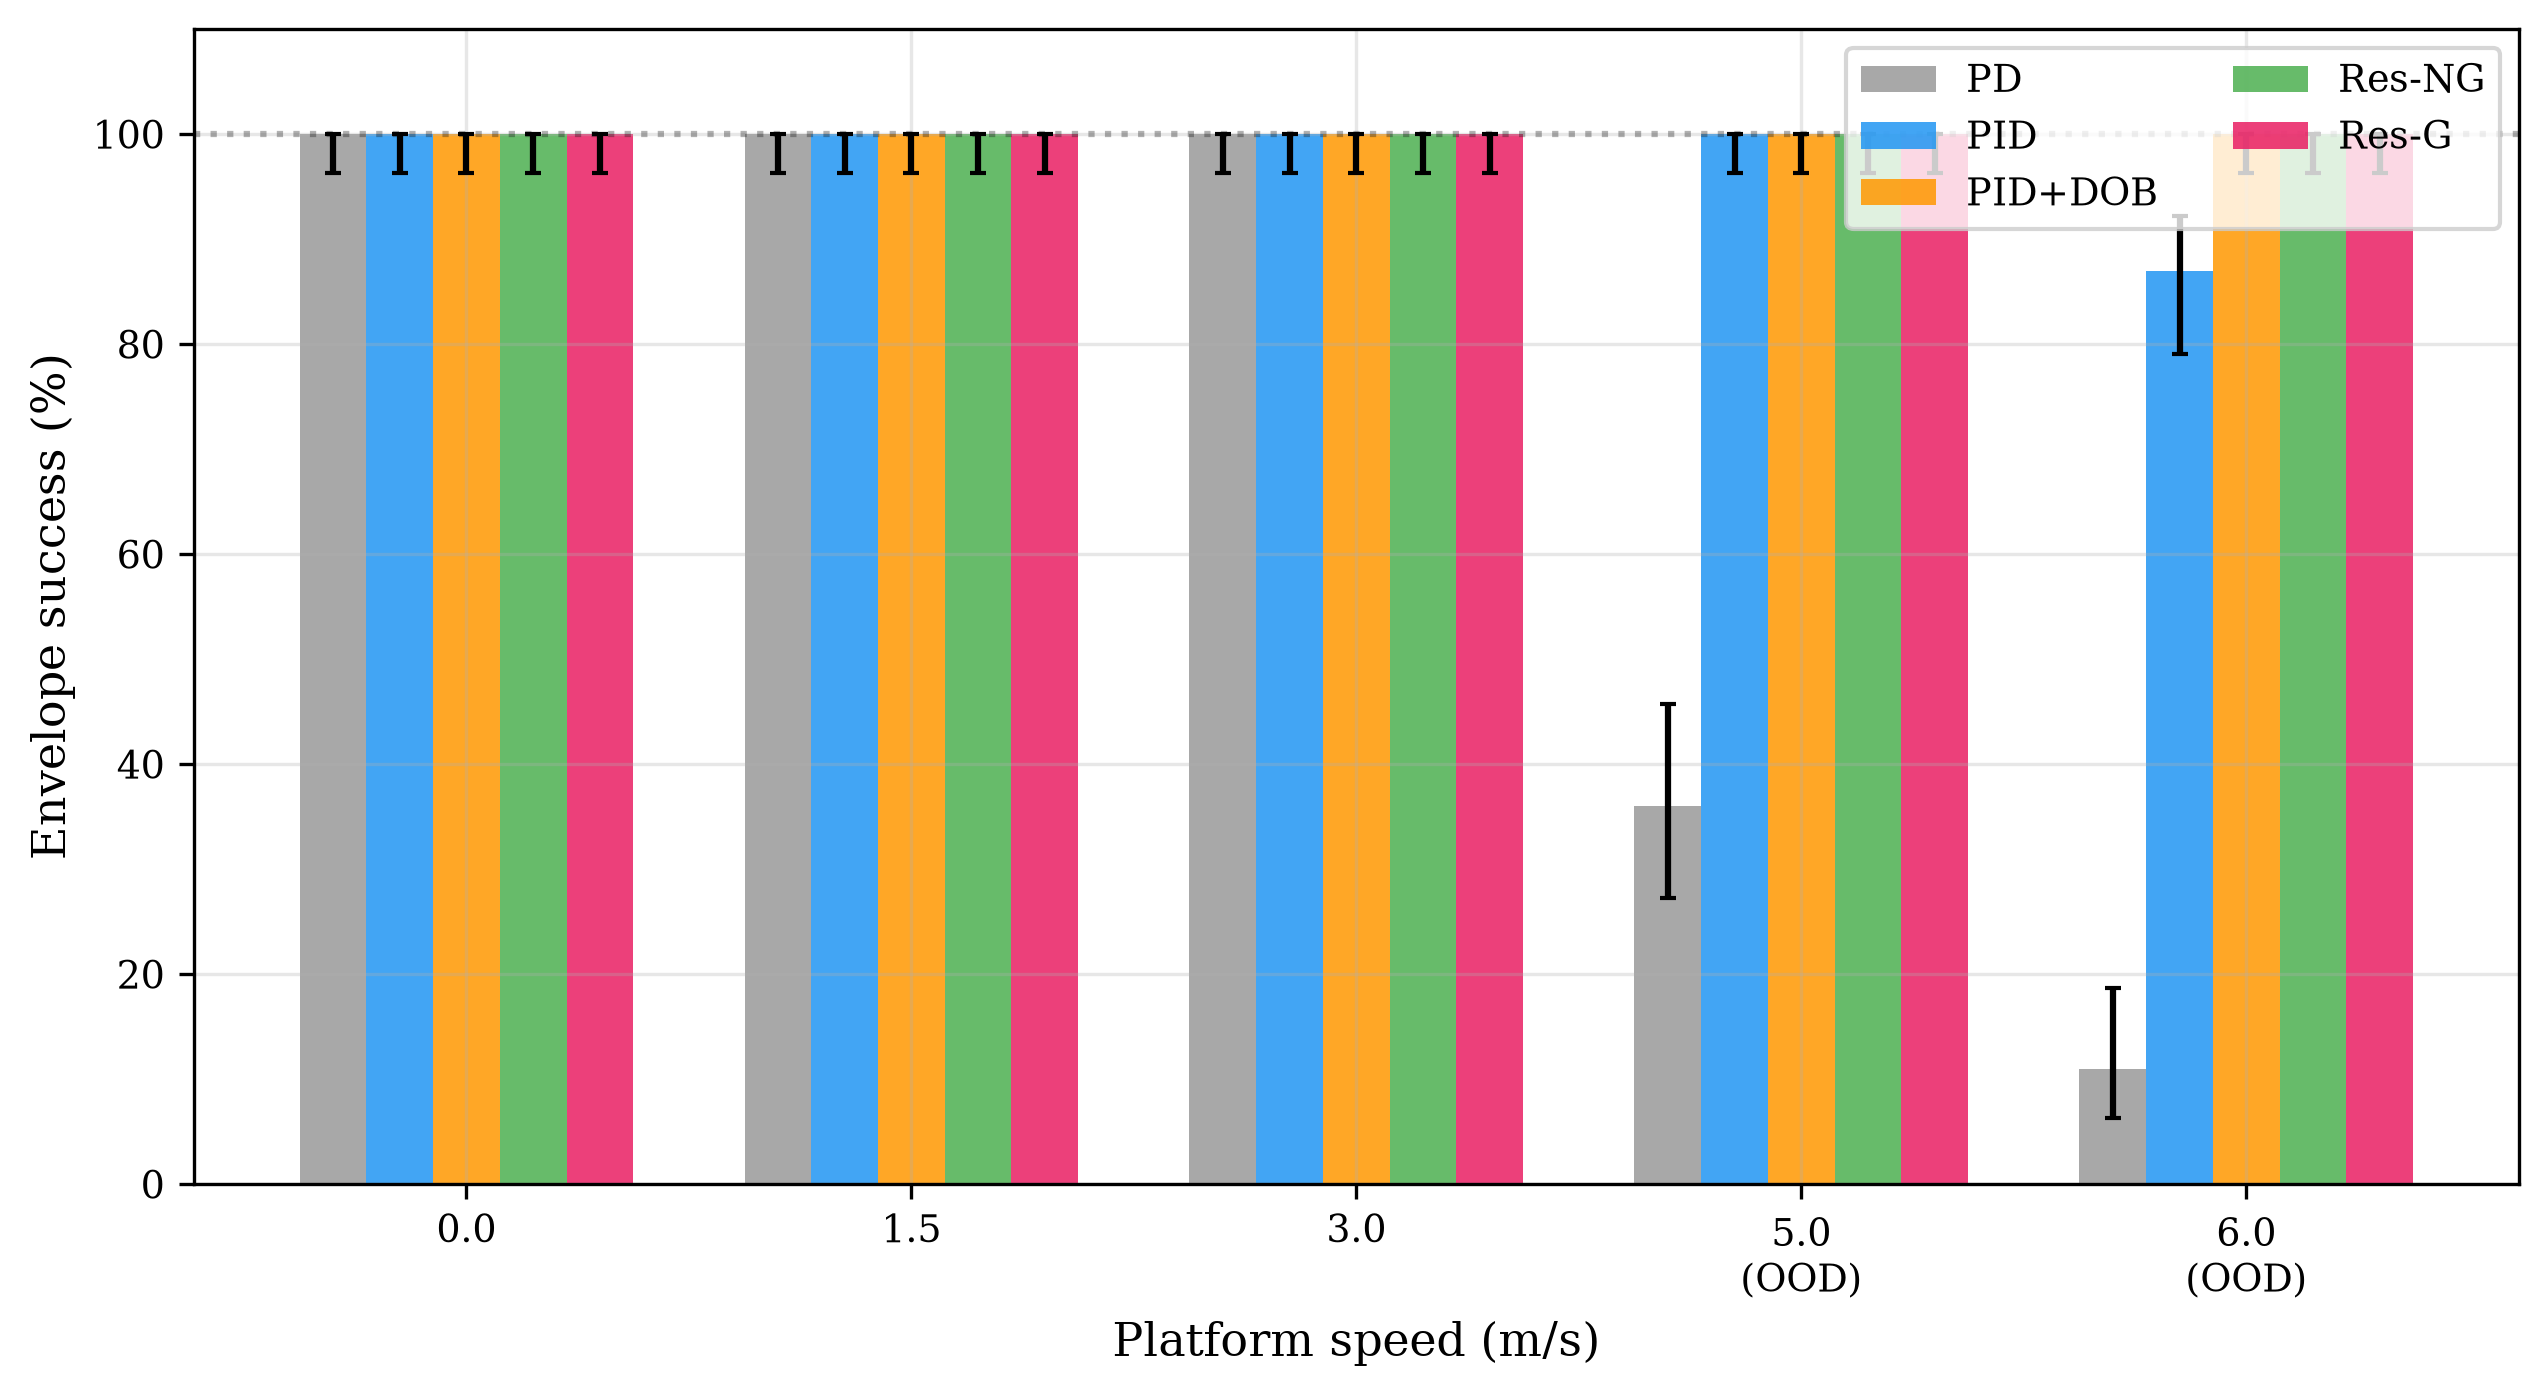 PD
PID
PID+DOB
Res-NG
Res-G
Envelope success (%)
100
80
60
40
20
0
0.0
1.5
3.0
5.0
(OOD)
6.0
(OOD)
Platform speed (m/s)